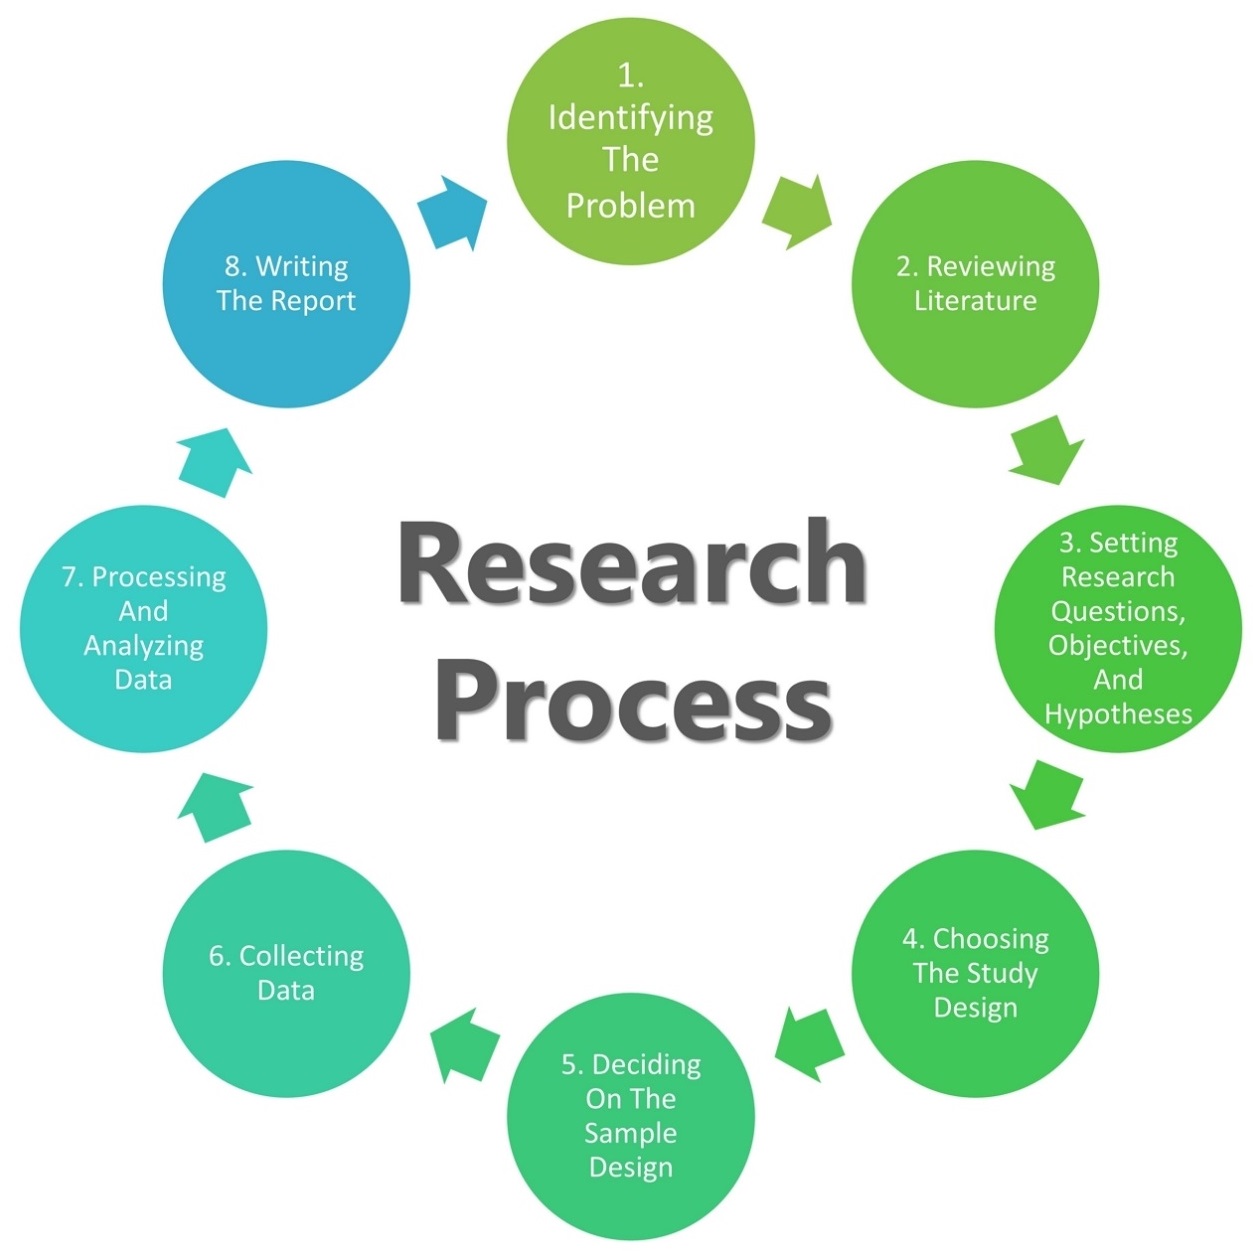 1.
Identifying
The
Problem
2. Reviewing
Literature
3. Setting
Research
Questions,
Objectives,
And
Hypotheses
4. Choosing
The Study
Design
5. Deciding
On The
Sample
Design
6. Collecting
Data
7. Processing
And
Analyzing
Data
8. Writing
The Report
Research
Process